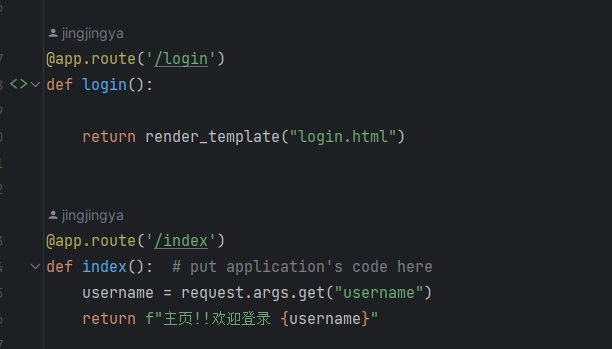 jingjingya
@app.route('/login')
def login():
return render_template("login.html")
jingjingya
@app.route('/index')
def index():  # put application's code here
username = request.args.get("username")
return f"主页!!欢迎登录 {username}"